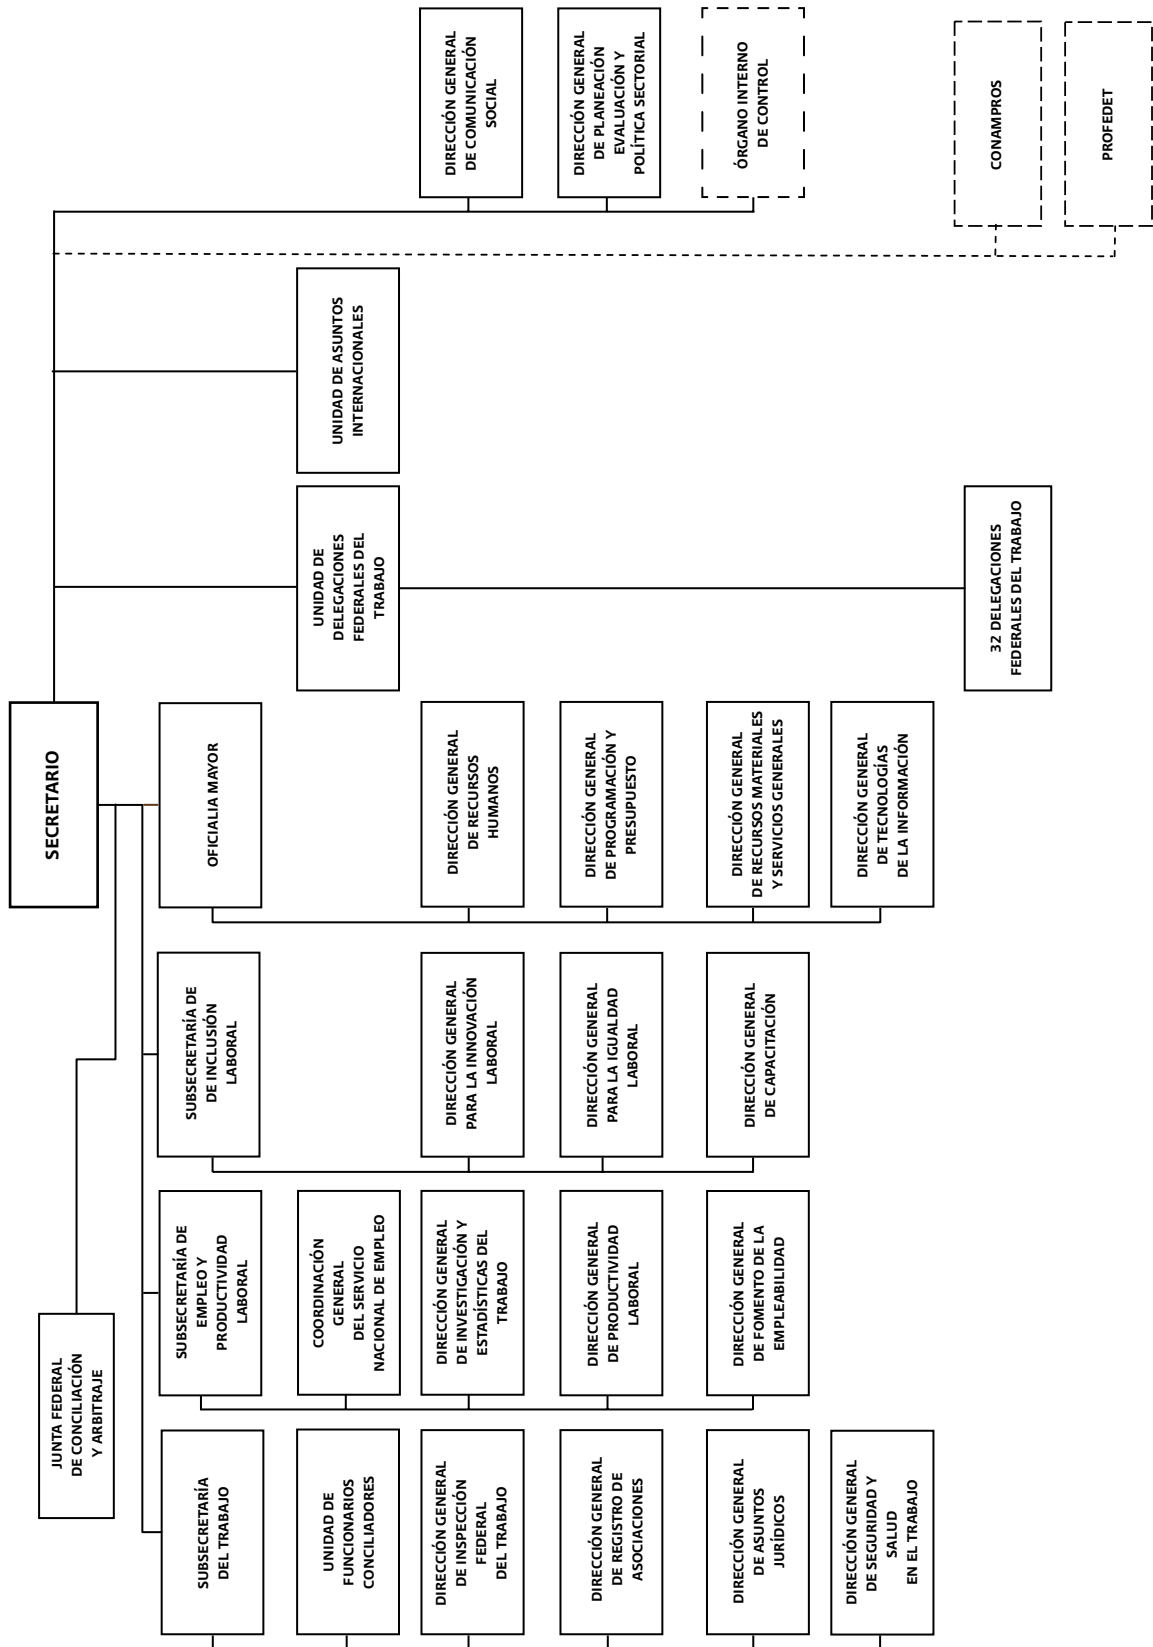 SECRETARIO
JUNTA FEDERAL
DE CONCILIACIÓN
Y ARBITRAJE
SUBSECRETARÍA
DEL TRABAJO
SUBSECRETARÍA DE
EMPLEO Y
PRODUCTIVIDAD
LABORAL
SUBSECRETARÍA DE
DE INCLUSIÓN
LABORAL
OFICIALIA MAYOR
UNIDAD DE
FUNCIONARIOS
CONCILIADORES
COORDINACIÓN
GENERAL
DEL SERVICIO
NACIONAL DE EMPLEO
UNIDAD DE
DELEGACIONES
FEDERALES DEL
TRABAJO
UNIDAD DE ASUNTOS
INTERNACIONALES
DIRECCIÓN GENERAL
DE INSPECCIÓN
FEDERAL
DEL TRABAJO
DIRECCIÓN GENERAL
DE INVESTIGACIÓN Y
ESTADÍSTICAS DEL
TRABAJO
DIRECCIÓN GENERAL
PARA LA INNOVACIÓN
LABORAL
DIRECCIÓN GENERAL
DE RECURSOS
HUMANOS
DIRECCIÓN GENERAL
DE COMUNICACIÓN
SOCIAL
DIRECCIÓN GENERAL
DE REGISTRO DE
ASOCIACIONES
DIRECCIÓN GENERAL
DE PRODUCTIVIDAD
LABORAL
DIRECCIÓN GENERAL
PARA LA IGUALDAD
LABORAL
DIRECCIÓN GENERAL
DE PROGRAMACIÓN Y
PRESUPUESTO
DIRECCIÓN GENERAL
DE PLANEACIÓN
EVALUACIÓN Y
POLÍTICA SECTORIAL
DIRECCIÓN GENERAL
DE ASUNTOS
JURÍDICOS
DIRECCIÓN GENERAL
DE FOMENTO DE LA
EMPLEABILIDAD
DIRECCIÓN GENERAL
DE CAPACITACIÓN
DIRECCIÓN GENERAL
DE RECURSOS MATERIALES
Y SERVICIOS GENERALES
ÓRGANO INTERNO
DE CONTROL
DIRECCIÓN GENERAL
DE SEGURIDAD Y
SALUD
EN EL TRABAJO
DIRECCIÓN GENERAL
DE TECNOLOGÍAS
DE LA INFORMACIÓN
32 DELEGACIONES
FEDERALES DEL TRABAJO
CONAMPROS
PROFEDET